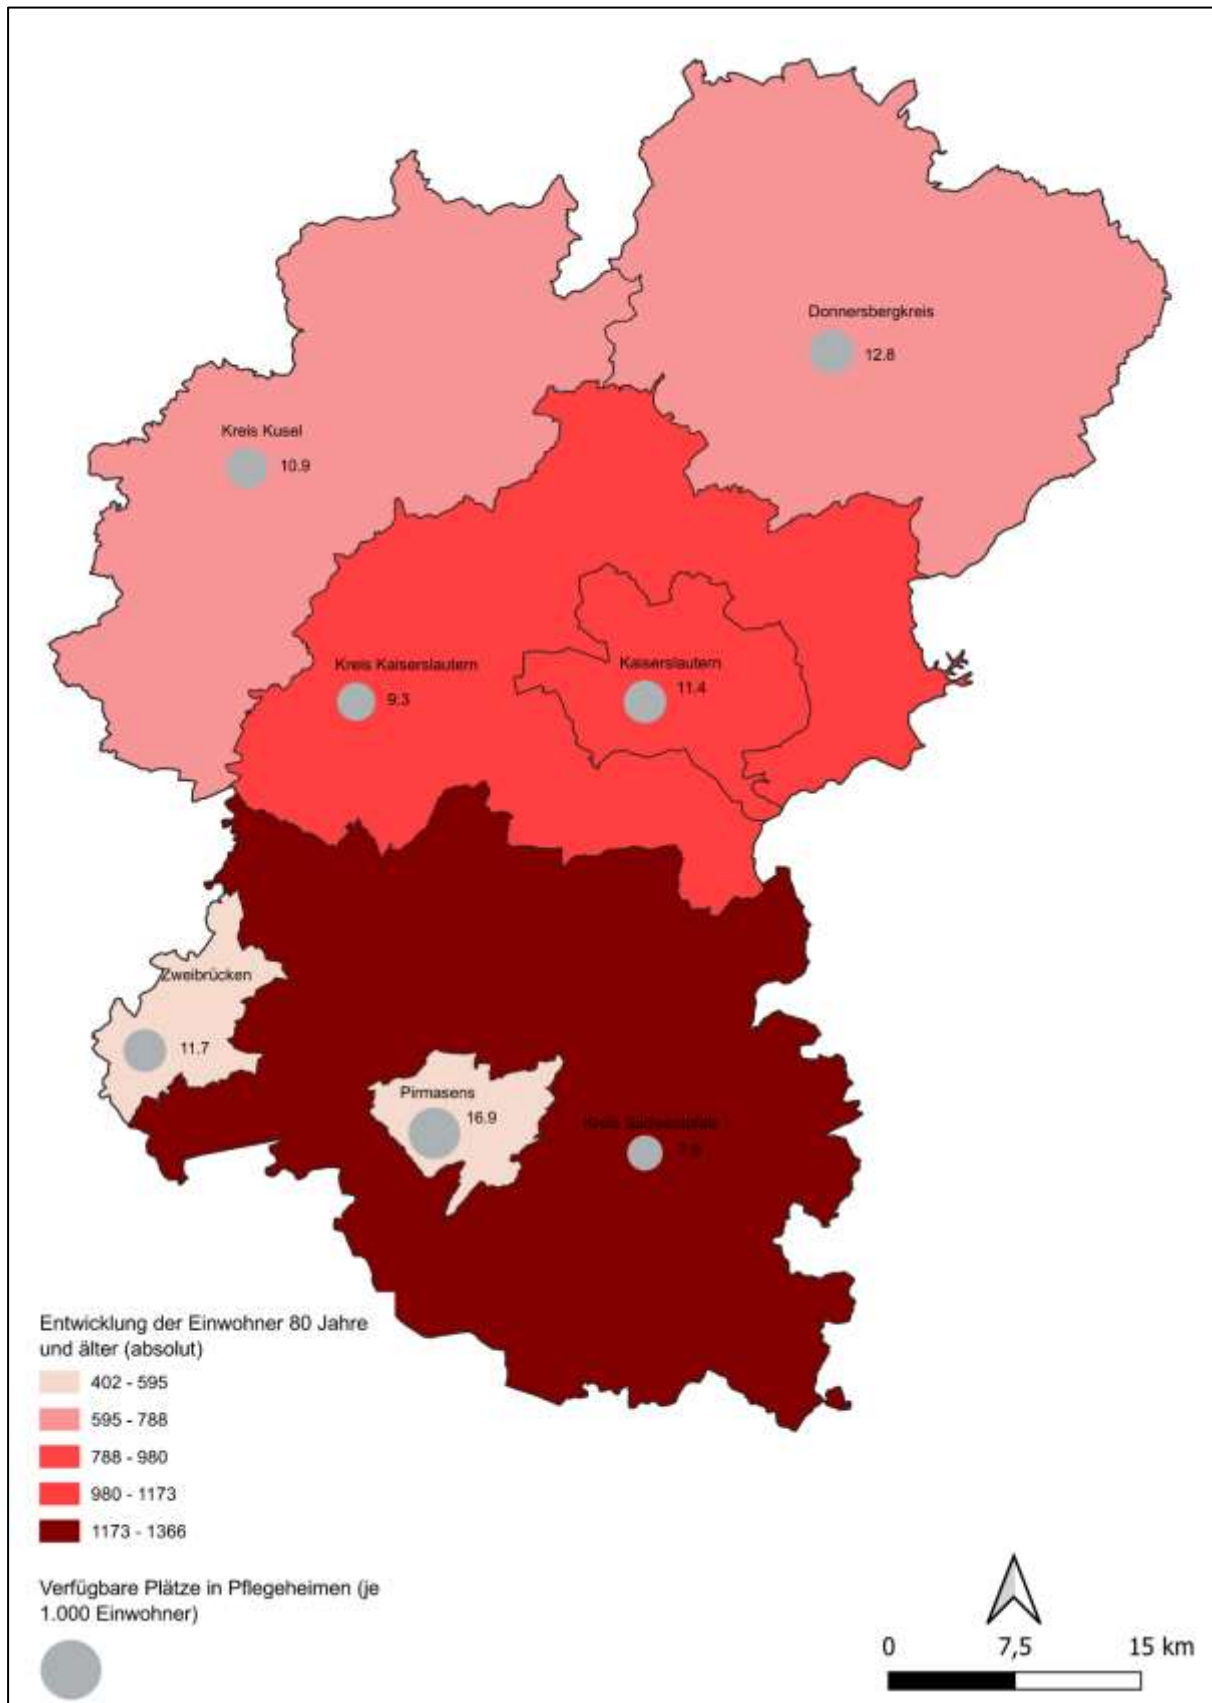 Donnersbergkreis
12.8
Kreis Kusel
10.9
Kreis Kaiserslautern
9.3
Kaiserslautern
11.4
Zweibrücken
11.7
Pirmasens
16.9
Kreis Südwestpfalz
Entwicklung der Einwohner 80 Jahre
und älter (absolut)
402 - 595
595 - 788
788 - 980
980 - 1173
1173 - 1366
Verfügbare Plätze in Pflegeheimen (je
1.000 Einwohner)
0 7,5 15 km